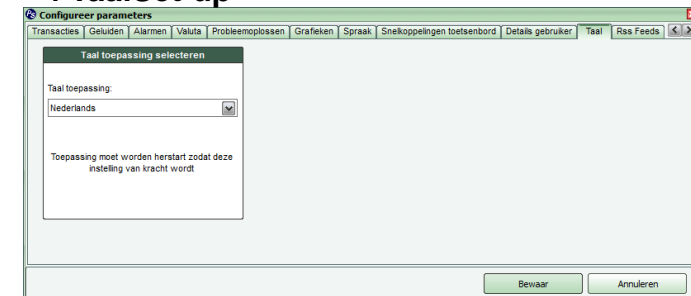 Configureer parameters
Transacties Geluiden Alarmen Valuta Probleemoplossen Grafieken Spraak Snelkoppelingen toetsenbord Details gebruiker Taal Rss Feeds
Taal toepassing selecteren
Taal toepassing:
Nederlands
Toepassing moet worden herstart zodat deze
instelling van kracht wordt
Bewaar Annuleren